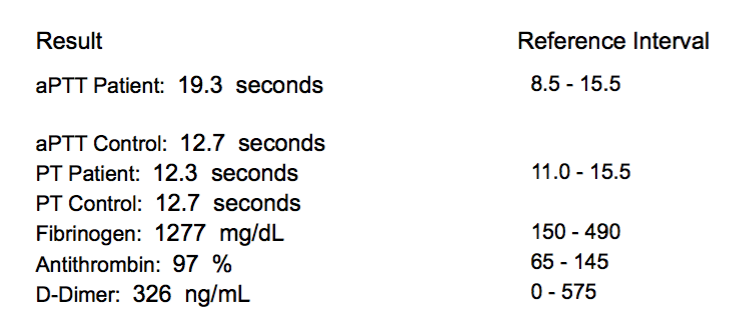 Result Reference Interval
aPTT Patient: 19.3 seconds 8.5 - 15.5
aPTT Control: 12.7 seconds
PT Patient: 12.3 seconds 11.0 - 15.5
PT Control: 12.7 seconds
Fibrinogen: 1277 mg/dL 150 - 490
Antithrombin: 97 % 65 - 145
D-Dimer: 326 ng/mL 0 - 575